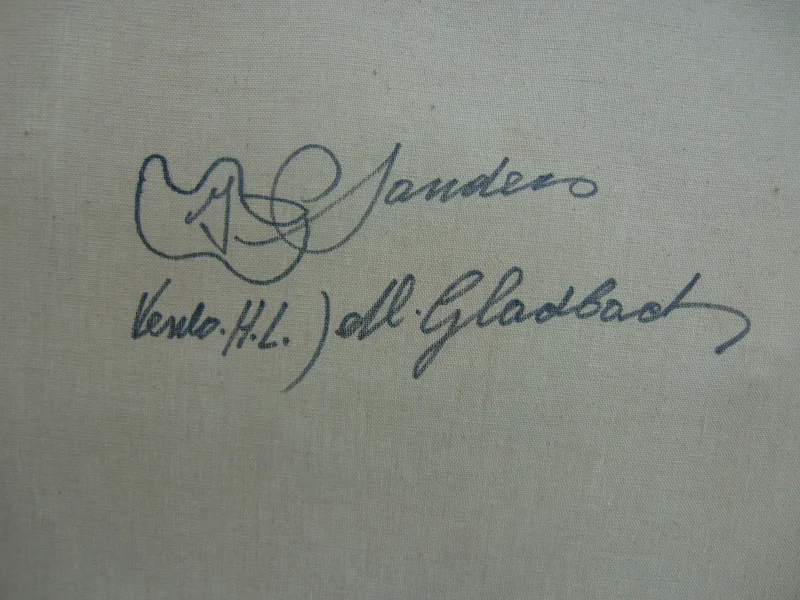 Sanders
Venlo. H.L.) M. Gladbach